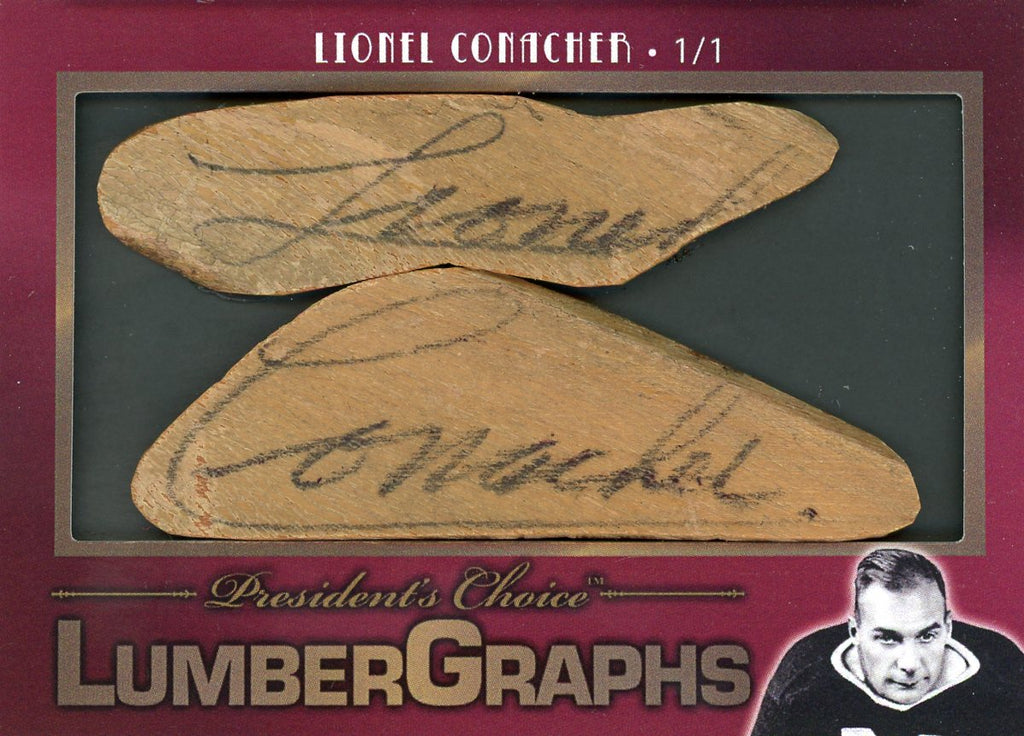 LIONEL CONACHER • 1/1
Lionel
Conacher.
President's Choice™
LUMBERGRAPHS